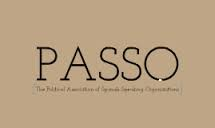 PASSO
The Political Association of Spanish-Speaking Organizations